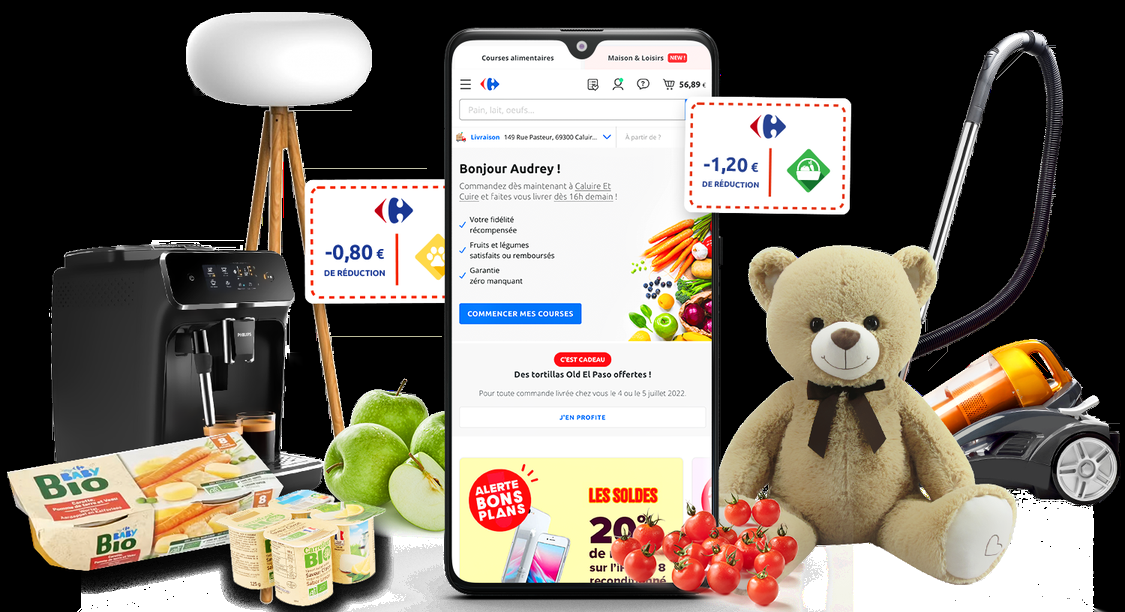 Courses alimentaires
Maison & Loisirs NEW !
56,89 €
Pain, lait, oeufs...
Livraison 149 Rue Pasteur, 69300 Caluir...
À partir de ?
Bonjour Audrey !
Commandez dès maintenant à Caluire Et
Cuire et faites vous livrer dès 16h demain !
Votre fidélité
récompensée
Fruits et légumes
satisfaits ou remboursés
Garantie
zéro manquant
COMMENCER MES COURSES
C'EST CADEAU
Des tortillas Old El Paso offertes !
Pour toute commande livrée chez vous le 4 ou le 5 juillet 2022.
J'EN PROFITE
ALERTE
BONS
PLANS
LES SOLDES
20
de
sur l'i 8
reconditionné
-0,80 €
DE RÉDUCTION
-1,20 €
DE RÉDUCTION
PHILIPS
BABY
Bio
Carotte,
Pomme de terre et Veau
8
BABY
Bio
8
Bio
125g